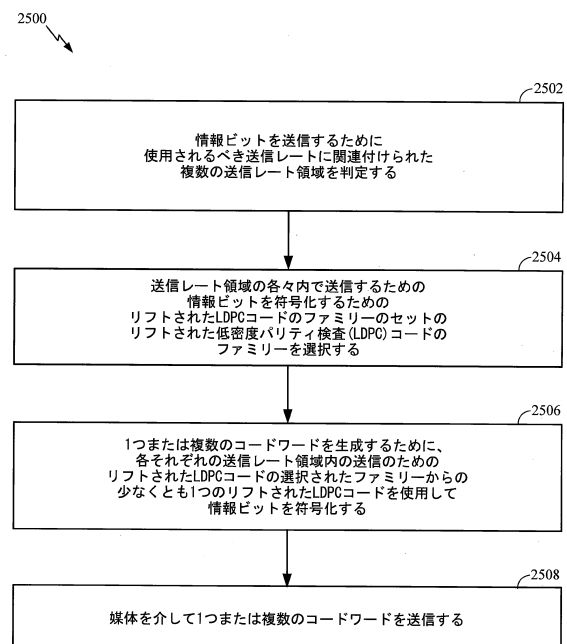 2500
2502
情報ビットを送信するために
使用されるべき送信レートに関連付けられた
複数の送信レート領域を判定する
2504
送信レート領域の各々内で送信するための
情報ビットを符号化するための
リフトされたLDPCコードのファミリーのセットの
リフトされた低密度パリティ検査(LDPC)コードの
ファミリーを選択する
2506
1つまたは複数のコードワードを生成するために、
各それぞれの送信レート領域内の送信のための
リフトされたLDPCコードの選択されたファミリーからの
少なくとも1つのリフトされたLDPCコードを使用して
情報ビットを符号化する
2508
媒体を介して1つまたは複数のコードワードを送信する